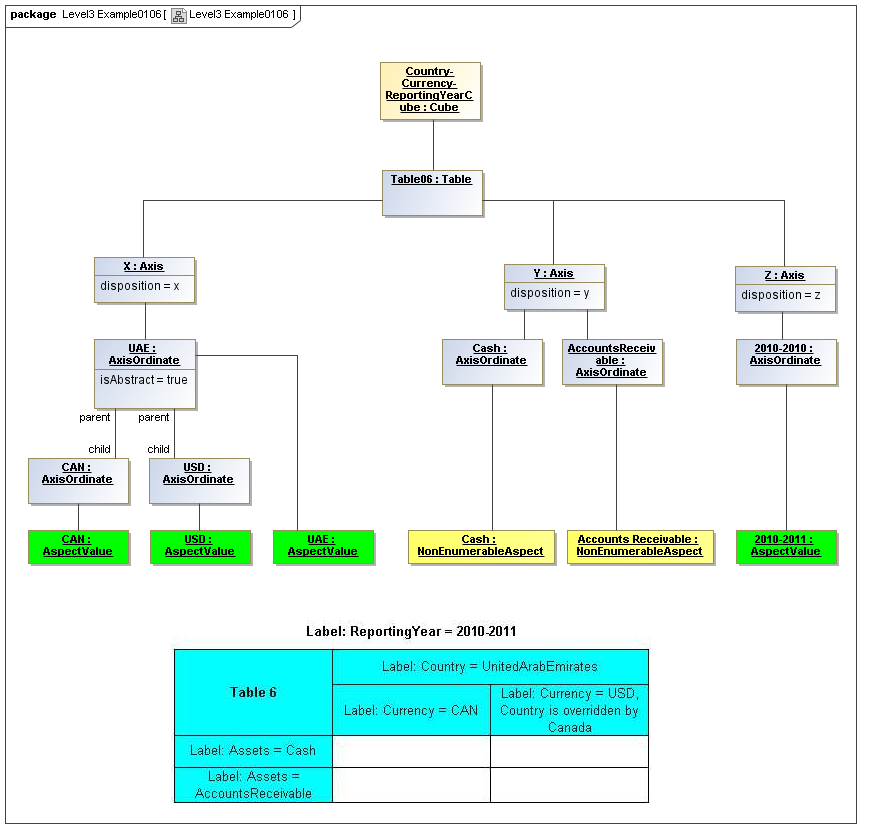 package Level3 Example0106 [ Level3 Example0106 ]
Country-
Currency-
ReportingYearC
ube : Cube
Table06 : Table
X : Axis
disposition = x
Y : Axis
disposition = y
Z : Axis
disposition = z
UAE :
AxisOrdinate
isAbstract = true
Cash :
AxisOrdinate
AccountsReceiv
able :
AxisOrdinate
2010-2010 :
AxisOrdinate
parent
parent
child
child
CAN :
AxisOrdinate
USD :
AxisOrdinate
CAN :
AspectValue
USD :
AspectValue
UAE :
AspectValue
Cash :
NonEnumerableAspect
Accounts Receivable :
NonEnumerableAspect
2010-2011 :
AspectValue
Label: ReportingYear = 2010-2011
Table 6
Label: Country = UnitedArabEmirates
Label: Currency = CAN
Label: Currency = USD,
Country is overridden by
Canada
Label: Assets = Cash
Label: Assets =
AccountsReceivable